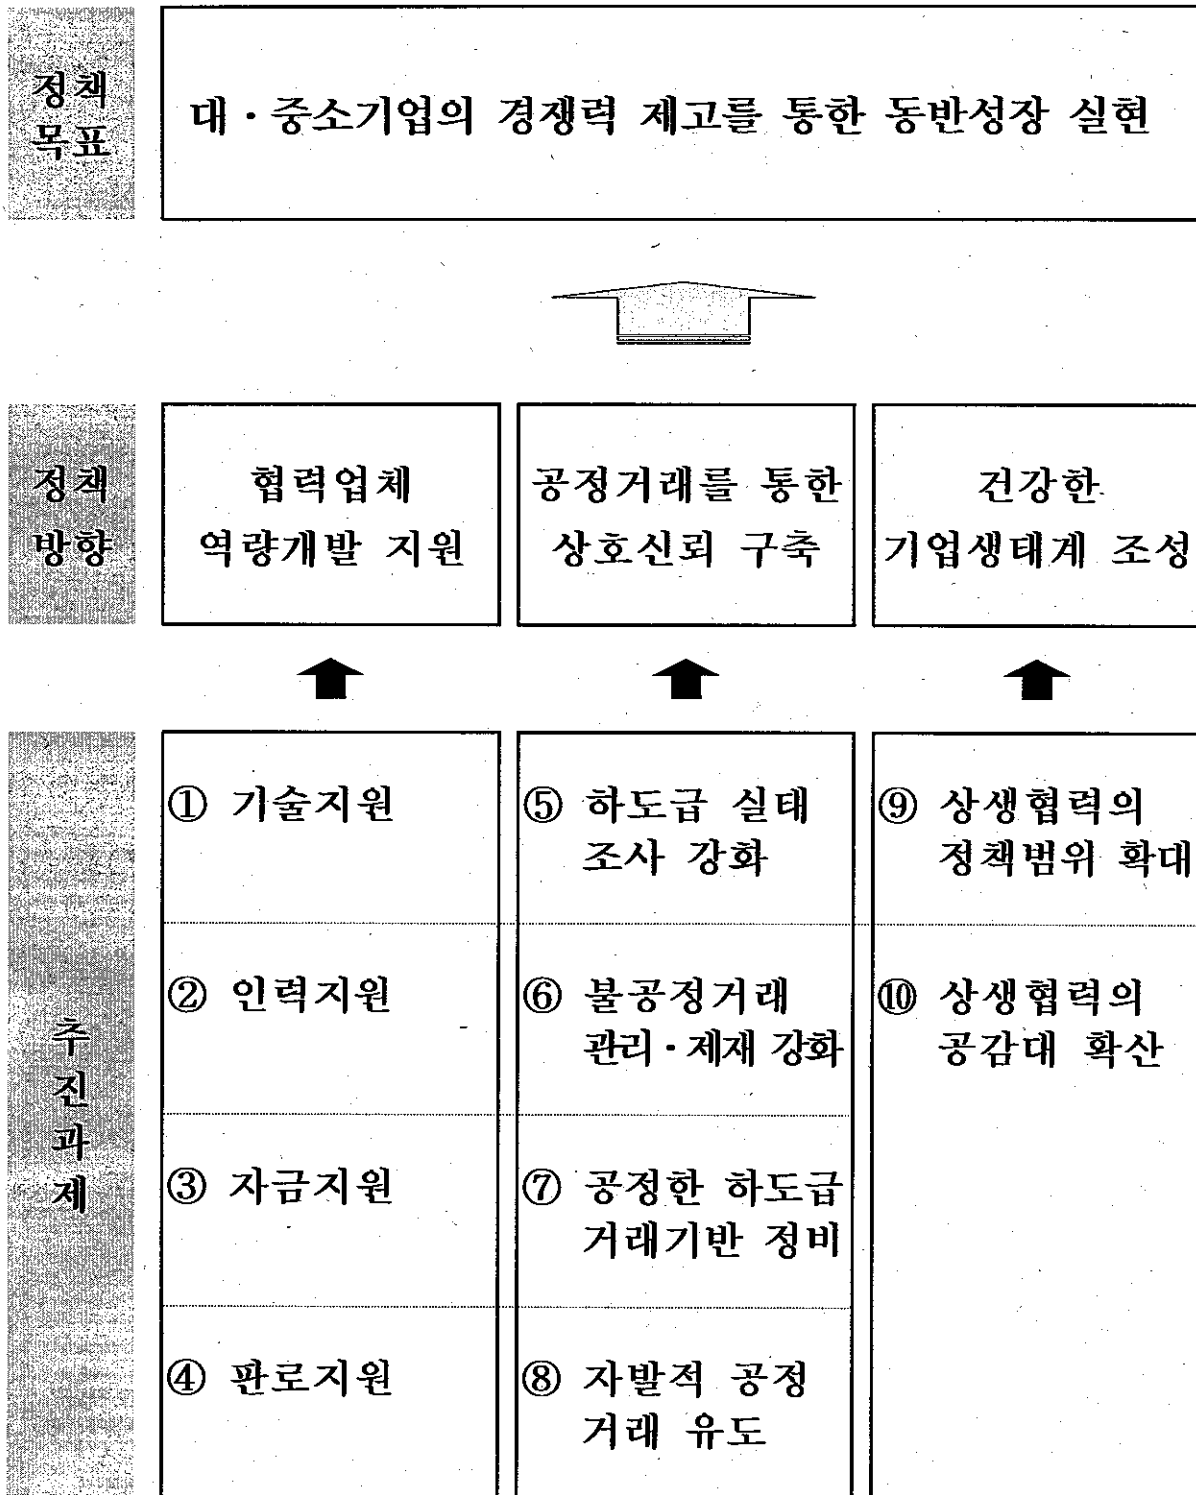 정책
목표
대·중소기업의 경쟁력 제고를 통한 동반성장 실현
정책
방향
협력업체
역량개발 지원
공정거래를 통한
상호신뢰 구축
건강한
기업생태계 조성
추
진
과
제
① 기술지원
② 인력지원
③ 자금지원
④ 판로지원
⑤ 하도급 실태
조사 강화
⑥ 불공정거래
관리·제재 강화
⑦ 공정한 하도급
거래기반 정비
⑧ 자발적 공정
거래 유도
⑨ 상생협력의
정책범위 확대
⑩ 상생협력의
공감대 확산